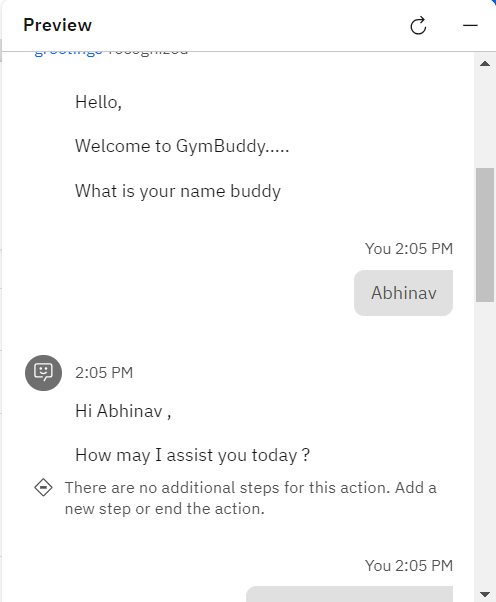 Preview
greetings recognized
Hello,
Welcome to GymBuddy.....
What is your name buddy
You 2:05 PM
Abhinav
2:05 PM
Hi Abhinav ,
How may I assist you today ?
There are no additional steps for this action. Add a
new step or end the action.
You 2:05 PM